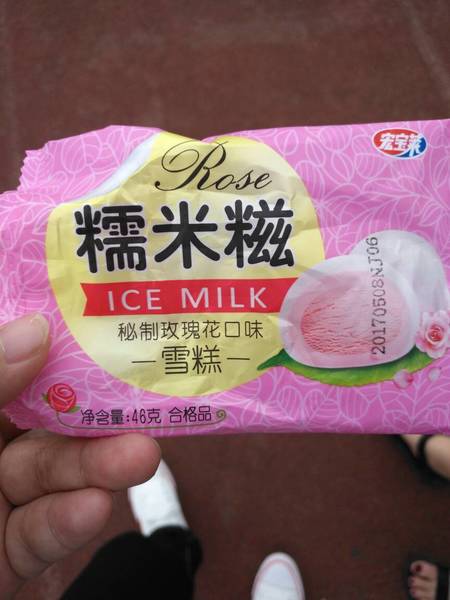 宏宝莱
Rose
糯米糍
ICE MILK
秘制玫瑰花口味
—雪糕—
20170508NJ06
净含量:46克 合格品